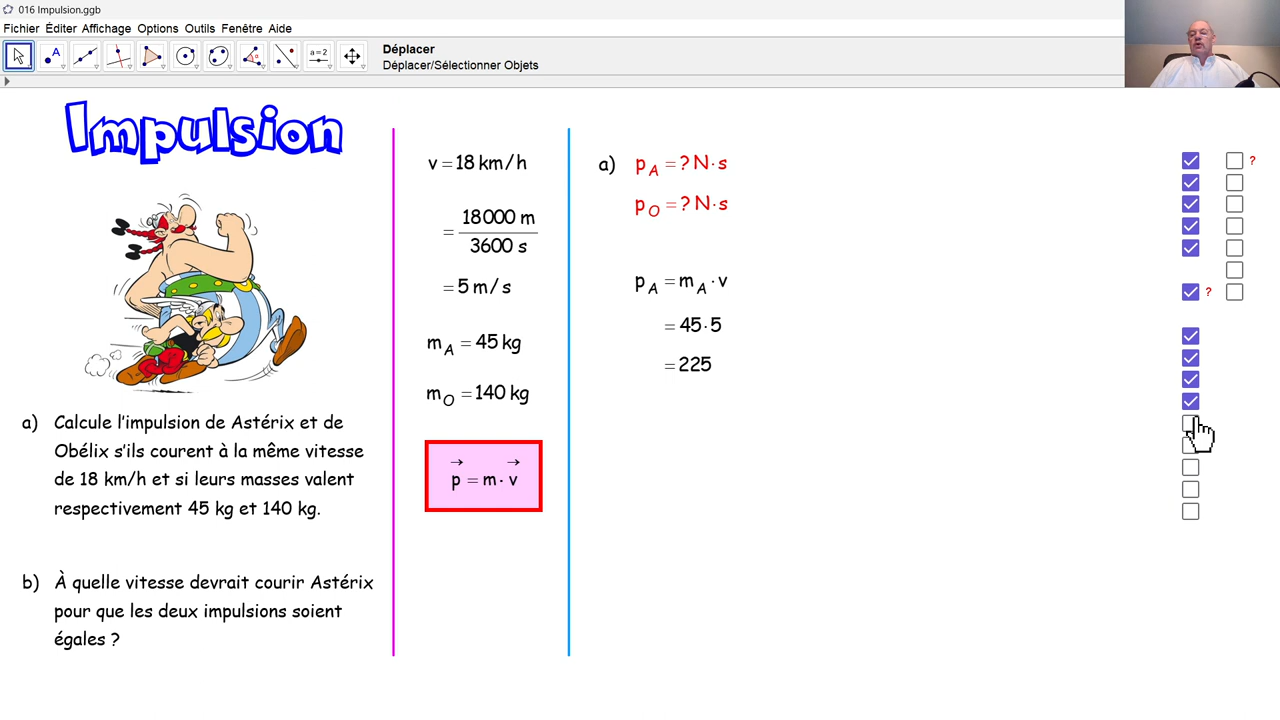 016 Impulsion.ggb
Fichier Éditer Affichage Options Outils Fenêtre Aide
A
a=2
Déplacer
Déplacer/Sélectionner Objets
Impulsion
a) Calcule l'impulsion de Astérix et de
Obélix s'ils courent à la même vitesse
de 18 km/h et si leurs masses valent
respectivement 45 kg et 140 kg.
b) À quelle vitesse devrait courir Astérix
pour que les deux impulsions soient
égales ?
v = 18 km/h
= 18000 m / 3600 s
= 5 m/s
m_A = 45 kg
m_O = 140 kg
p⃗ = m · v⃗
a) p_A = ? N·s
p_O = ? N·s
p_A = m_A · v
= 45·5
= 225
?
?